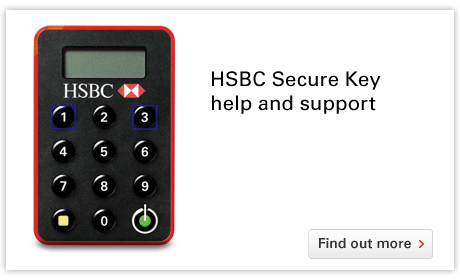 HSBC
HSBC Secure Key
help and support
1 2 3
4 5 6
7 8 9
0
Find out more